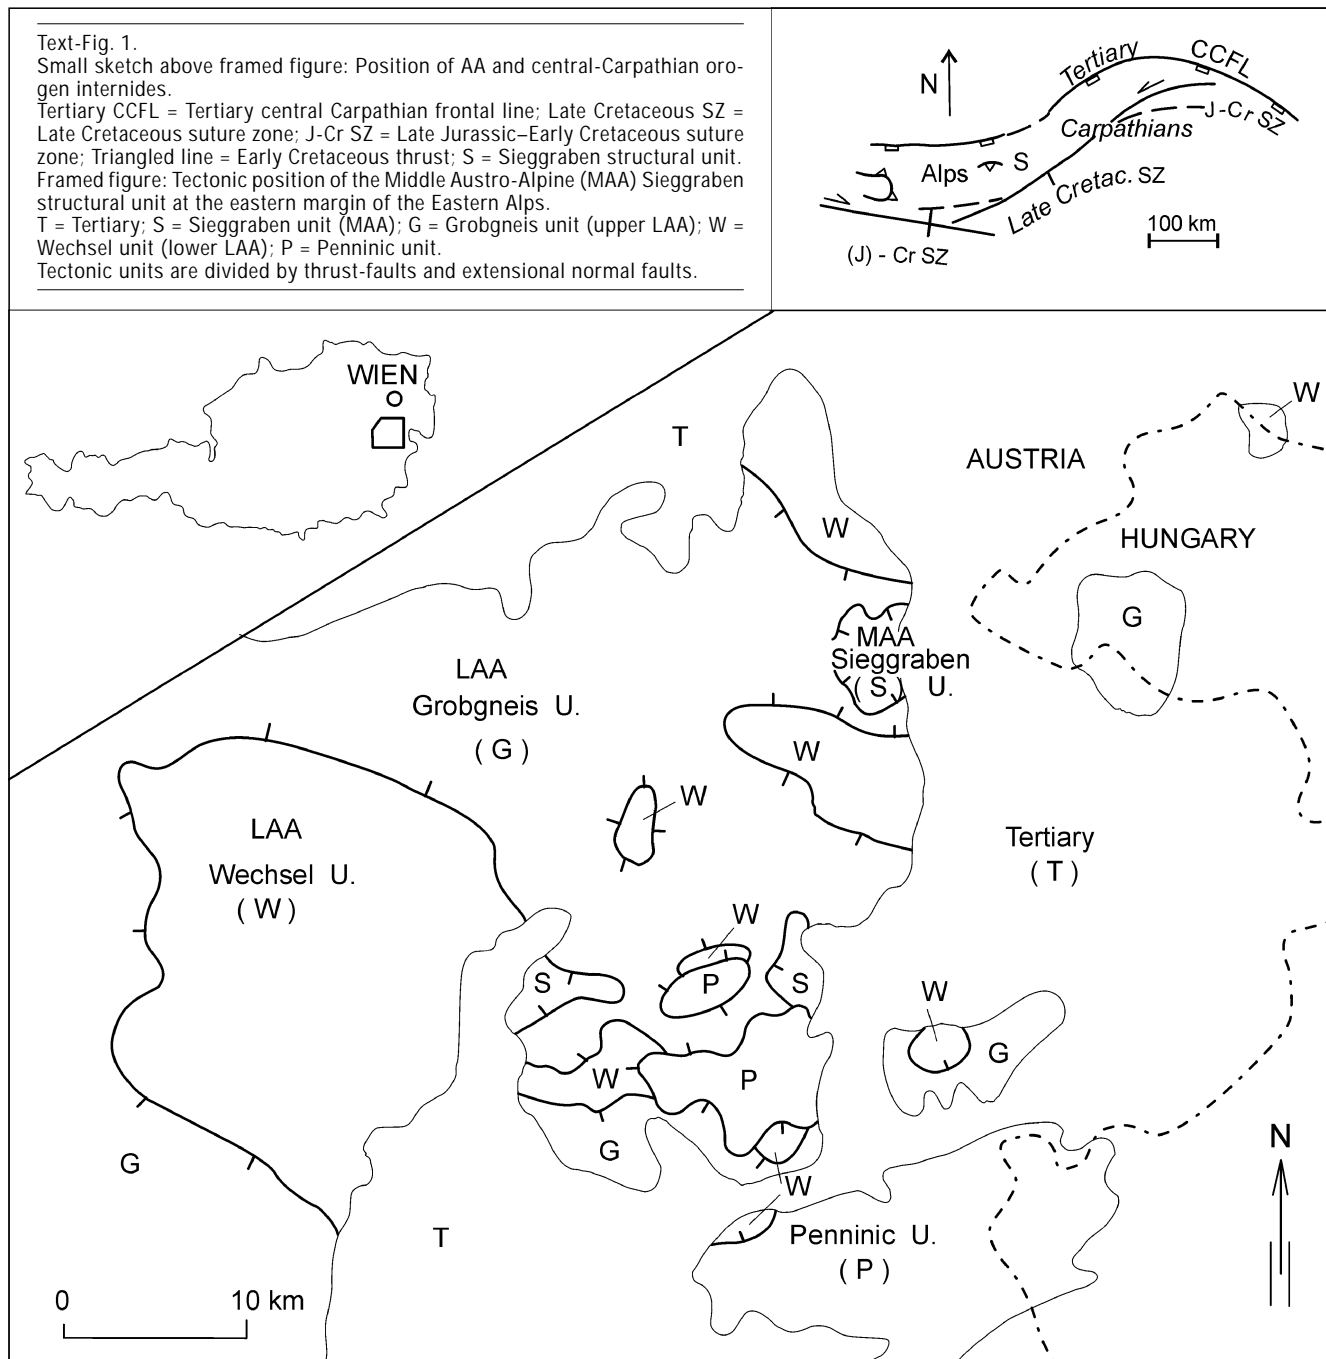 Text-Fig. 1.
Small sketch above framed figure: Position of AA and central-Carpathian oro-
gen internides.
Tertiary CCFL = Tertiary central Carpathian frontal line; Late Cretaceous SZ =
Late Cretaceous suture zone; J-Cr SZ = Late Jurassic–Early Cretaceous suture
zone; Triangled line = Early Cretaceous thrust; S = Sieggraben structural unit.
Framed figure: Tectonic position of the Middle Austro-Alpine (MAA) Sieggraben
structural unit at the eastern margin of the Eastern Alps.
T = Tertiary; S = Sieggraben unit (MAA); G = Grobgneis unit (upper LAA); W =
Wechsel unit (lower LAA); P = Penninic unit.
Tectonic units are divided by thrust-faults and extensional normal faults.
N
Tertiary
CCFL
J-Cr SZ
Carpathians
Alps
S
Late Cretac. SZ
100 km
(J) - Cr SZ
WIEN
T
W
AUSTRIA
W
HUNGARY
G
MAA
Sieggraben
( S ) U.
LAA
Grobgneis U.
( G )
W
W
LAA
Wechsel U.
( W )
Tertiary
( T )
W
S
P
S
W
G
W
P
G
G
W
N
T
Penninic U.
( P )
0
10 km